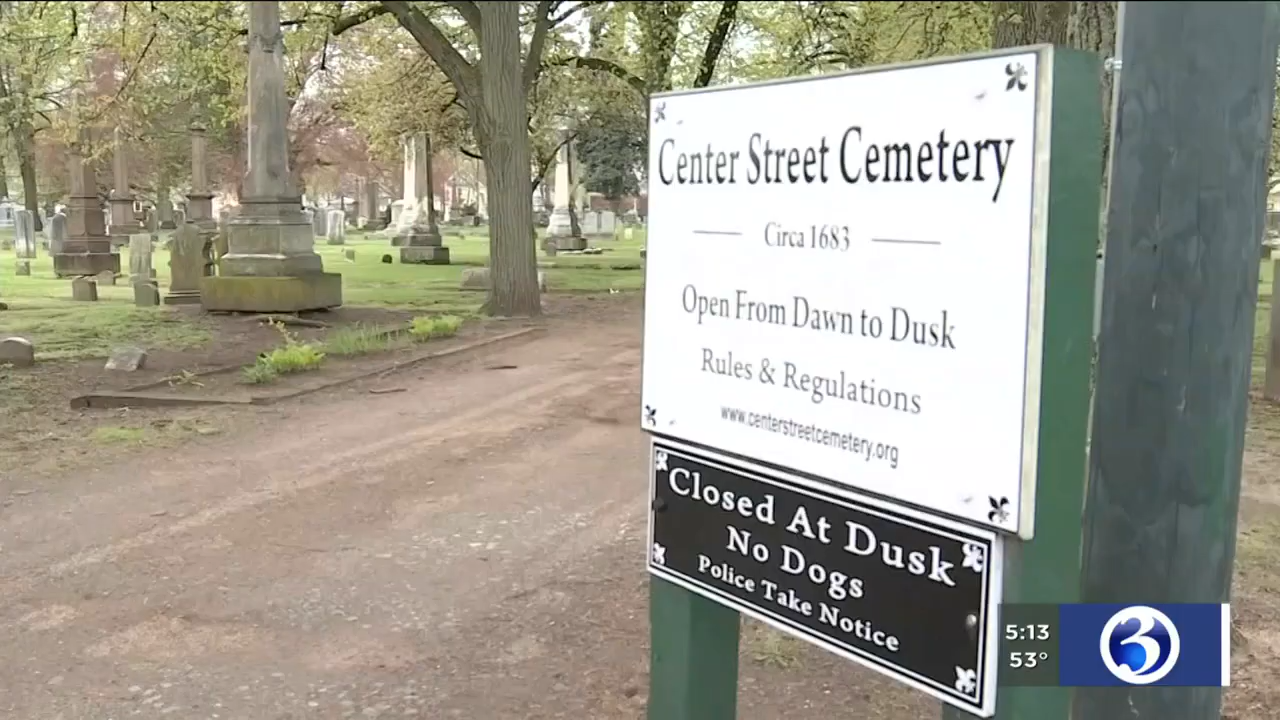 Center Street Cemetery
Circa 1683
Open From Dawn to Dusk
Rules & Regulations
www.centerstreetcemetery.org
Closed At Dusk
No Dogs
Police Take Notice
5:13
53°
3